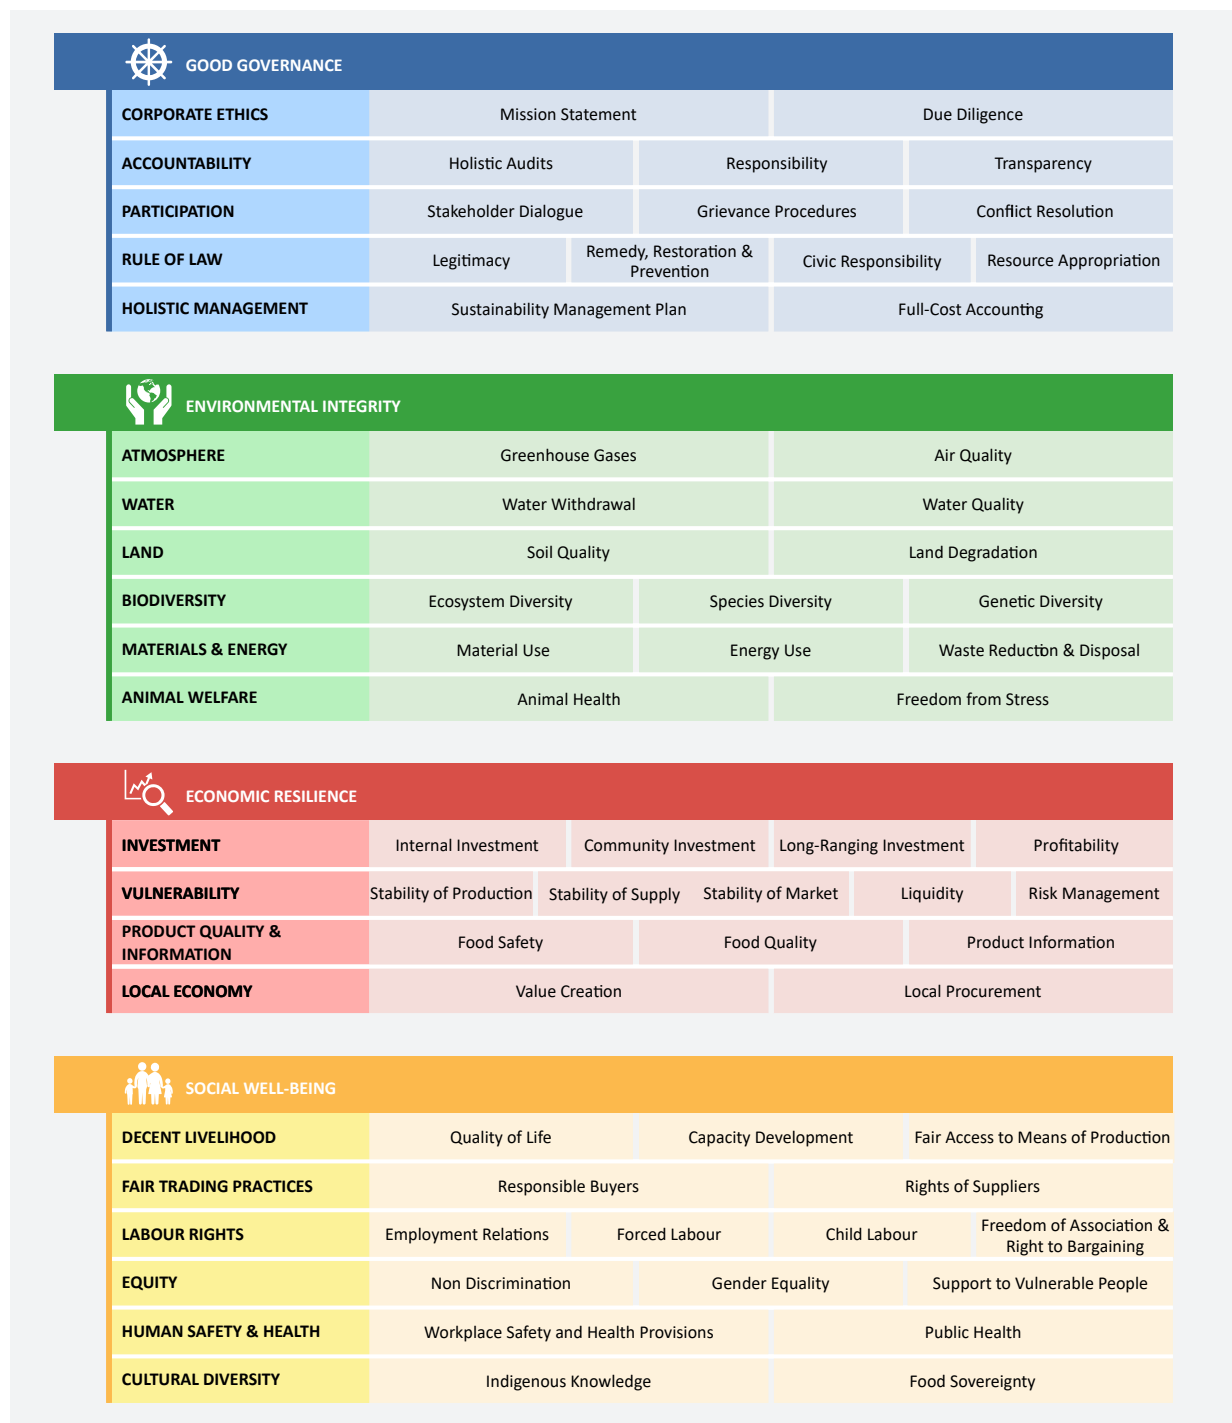 GOOD GOVERNANCE
CORPORATE ETHICS Mission Statement Due Diligence
ACCOUNTABILITY Holistic Audits Responsibility Transparency
PARTICIPATION Stakeholder Dialogue Grievance Procedures Conflict Resolution
RULE OF LAW Legitimacy Remedy, Restoration & Prevention Civic Responsibility Resource Appropriation
HOLISTIC MANAGEMENT Sustainability Management Plan Full-Cost Accounting
ENVIRONMENTAL INTEGRITY
ATMOSPHERE Greenhouse Gases Air Quality
WATER Water Withdrawal Water Quality
LAND Soil Quality Land Degradation
BIODIVERSITY Ecosystem Diversity Species Diversity Genetic Diversity
MATERIALS & ENERGY Material Use Energy Use Waste Reduction & Disposal
ANIMAL WELFARE Animal Health Freedom from Stress
ECONOMIC RESILIENCE
INVESTMENT Internal Investment Community Investment Long-Ranging Investment Profitability
VULNERABILITY Stability of Production Stability of Supply Stability of Market Liquidity Risk Management
PRODUCT QUALITY & INFORMATION Food Safety Food Quality Product Information
LOCAL ECONOMY Value Creation Local Procurement
SOCIAL WELL-BEING
DECENT LIVELIHOOD Quality of Life Capacity Development Fair Access to Means of Production
FAIR TRADING PRACTICES Responsible Buyers Rights of Suppliers
LABOUR RIGHTS Employment Relations Forced Labour Child Labour Freedom of Association & Right to Bargaining
EQUITY Non Discrimination Gender Equality Support to Vulnerable People
HUMAN SAFETY & HEALTH Workplace Safety and Health Provisions Public Health
CULTURAL DIVERSITY Indigenous Knowledge Food Sovereignty